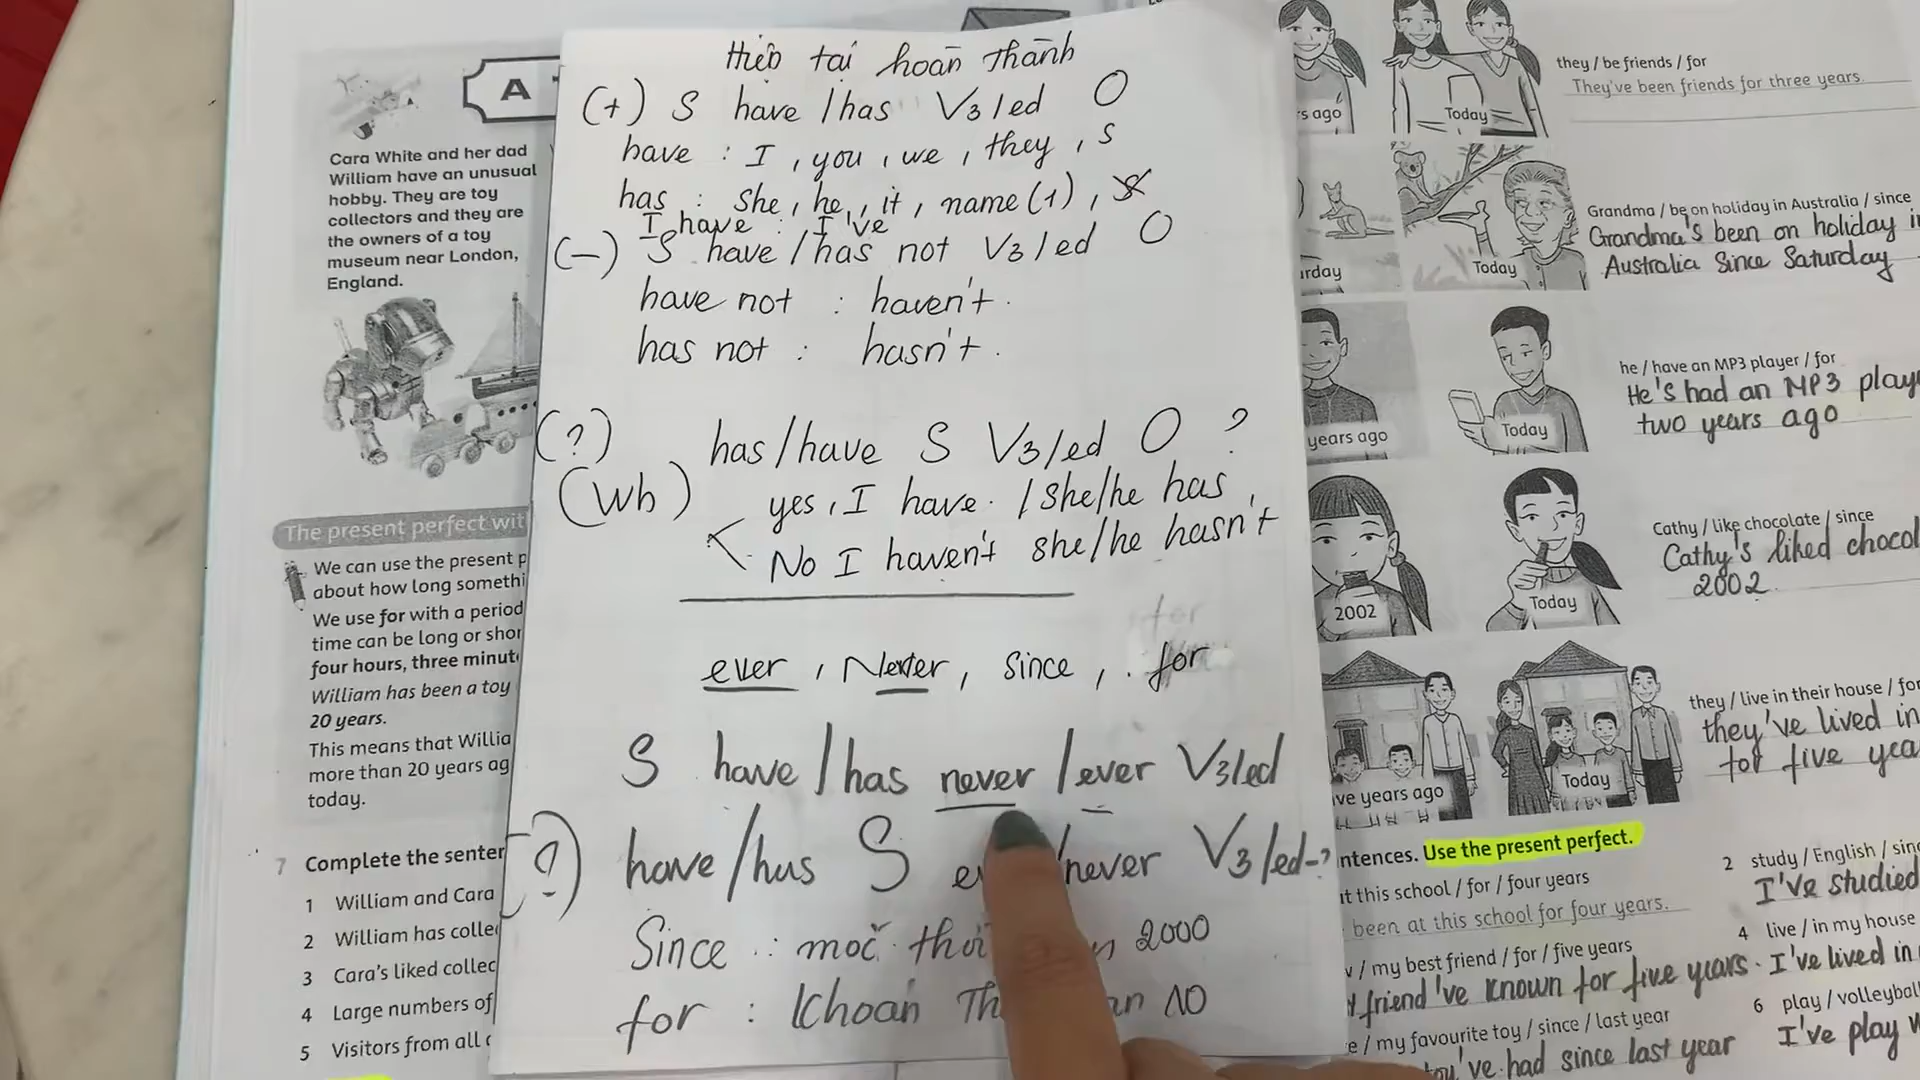 A
Cara White and her dad
William have an unusual
hobby. They are toy
collectors and they are
the owners of a toy
museum near London,
England.
The present perfect wit
We can use the present p
about how long somethi
We use for with a period
time can be long or shor
four hours, three minut
William has been a toy
20 years.
This means that Willia
more than 20 years ag
today.
7 Complete the senter
1 William and Cara
2 William has collec
3 Cara's liked collec
4 Large numbers of
5 Visitors from all
Hiện tại hoàn Thành
(+) S have / has V3/ed O
have : I, you, we, they, s
has : She, he, it, name (1),
I have : I've
(-) S have / has not V3/ed O
have not : haven't.
has not : hasn't.
(?) has/have S V3/ed O ?
(Wh) yes, I have. / She/he has,
No I haven't she/he hasn't
for
ever, Never, since, for
S have / has never / ever V3/ed
(?) have/has S never V3/ed-?
Since : mốc 2000
for : Khoản 10
s ago
Today
they / be friends / for
They've been friends for three years.
urday
Today
Grandma / be on holiday in Australia / since
Grandma's been on holiday in
Australia Since Saturday
years ago
Today
he / have an MP3 player / for
He's had an MP3 play
two years ago
2002
Today
Cathy / like chocolate / since
Cathy's liked chocol
2002
ive years ago
Today
they / live in their house / for
they've lived in
for five yea
ntences. Use the present perfect.
at this school / for / four years
been at this school for four years.
v / my best friend / for / five years
friend 've known for five years.
e / my favourite toy / since / last year
've had since last year
2 study / English / sinc
I've studied
4 live / in my house
I've lived in
6 play / volleyball
I've play